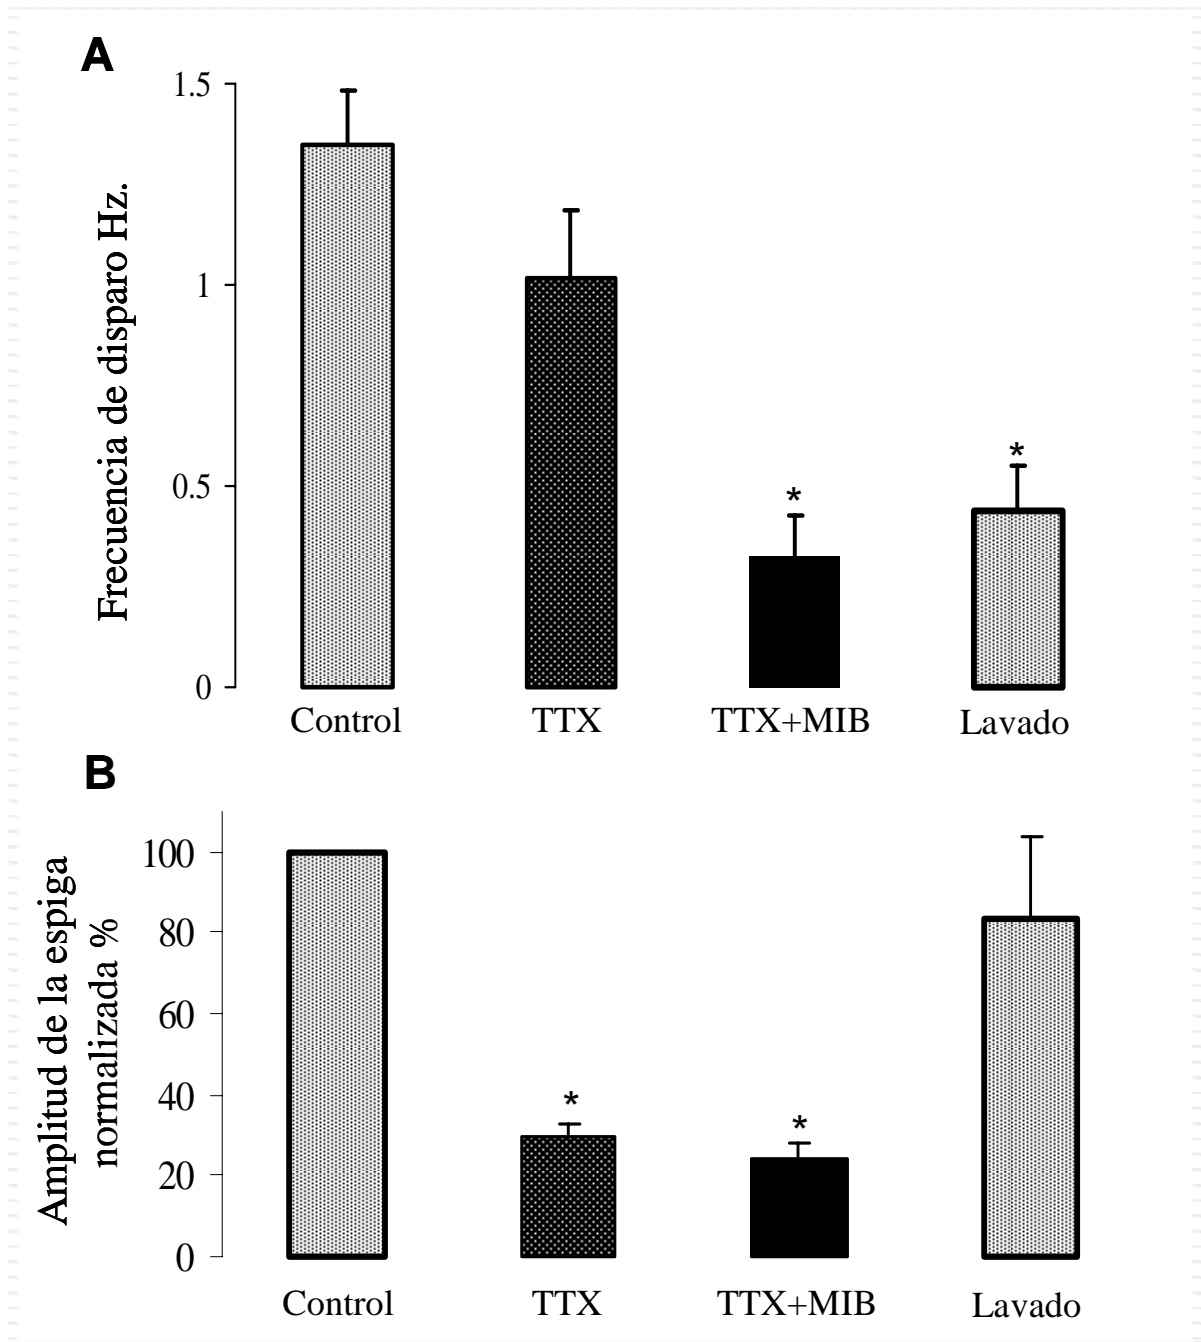 A
Frecuencia de disparo Hz.
1.5
1
0.5
0
*
*
Control TTX TTX+MIB Lavado
B
Amplitud de la espiga
normalizada %
100
80
60
40
20
0
*
*
Control TTX TTX+MIB Lavado